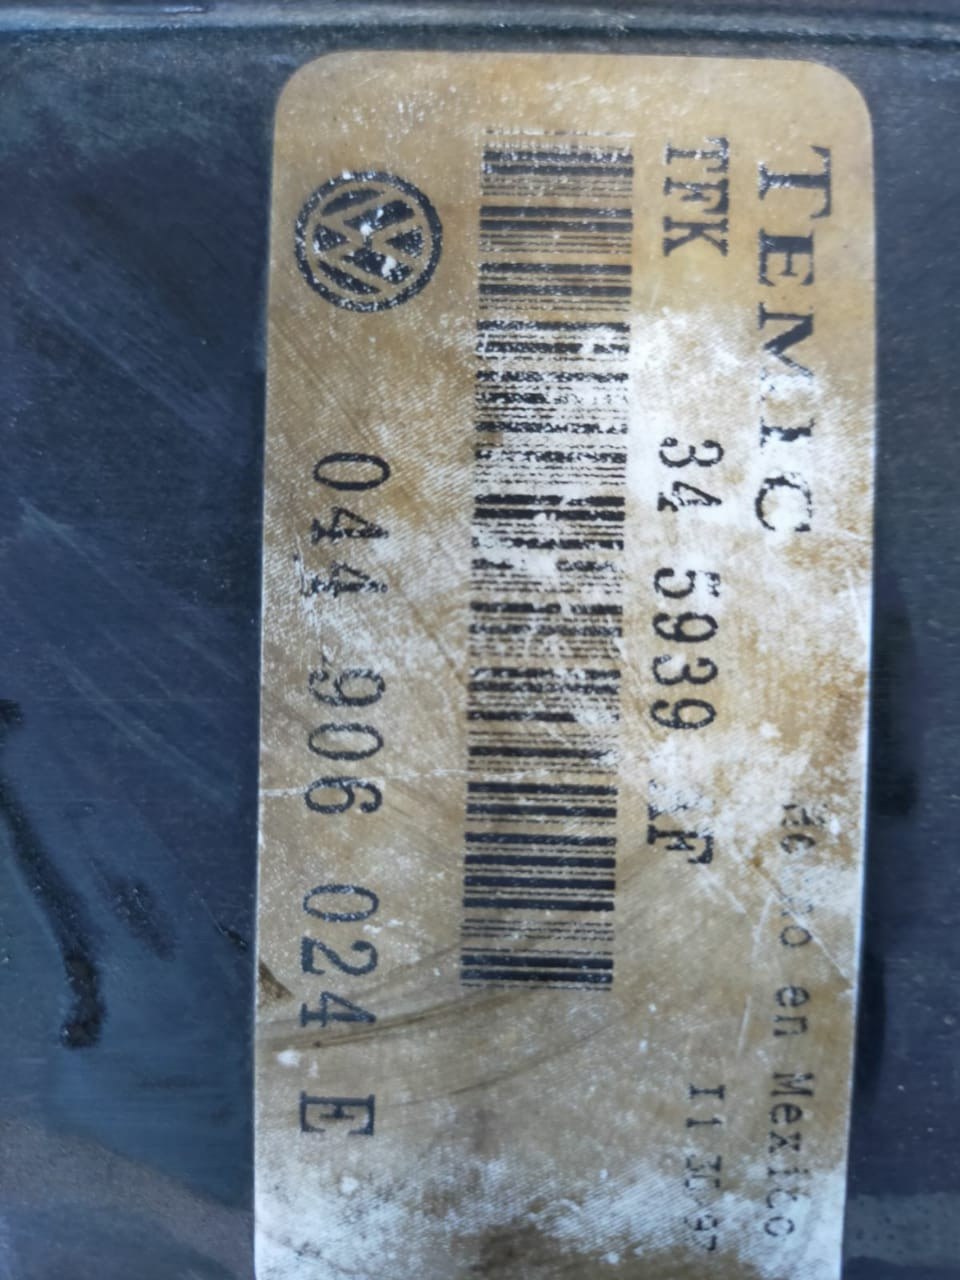 TEMIC
en Mexico
TFK 34 5939
044 906 024 E